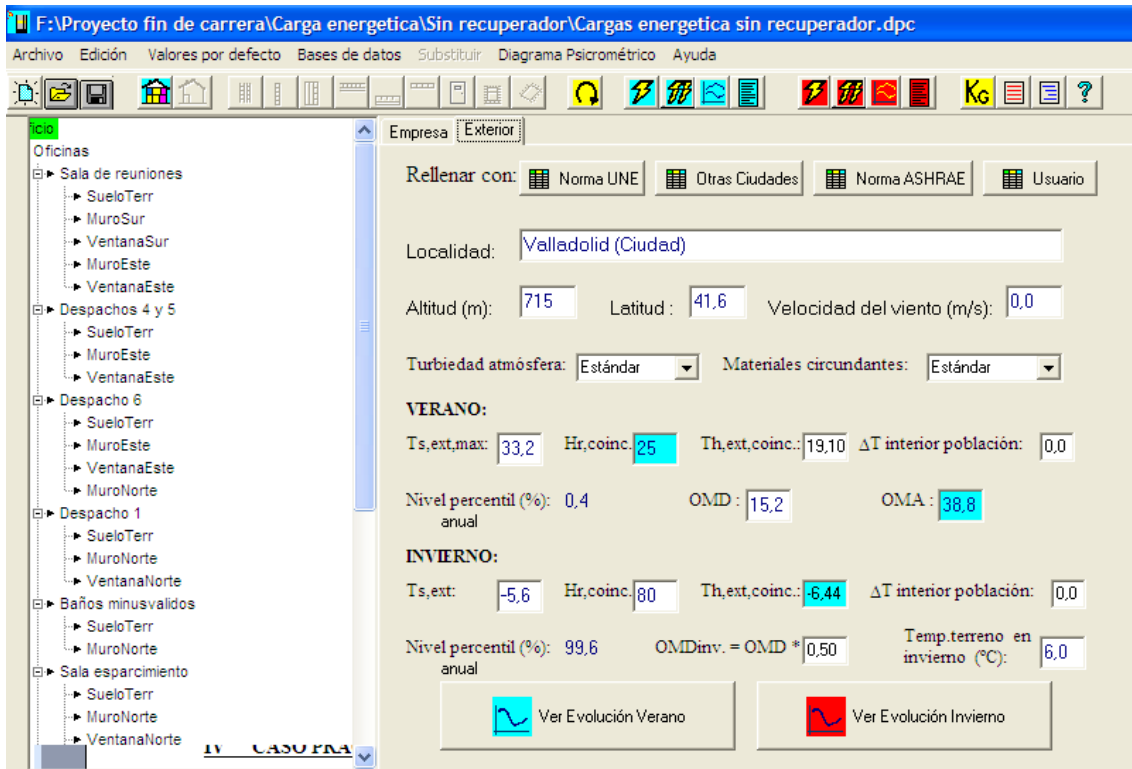 F:\Proyecto fin de carrera\Carga energetica\Sin recuperador\Cargas energetica sin recuperador.dpc
Archivo Edición Valores por defecto Bases de datos Substituir Diagrama Psicrométrico Ayuda
KG ?
ficio
Oficinas
Sala de reuniones
SueloTerr
MuroSur
VentanaSur
MuroEste
VentanaEste
Despachos 4 y 5
SueloTerr
MuroEste
VentanaEste
Despacho 6
SueloTerr
MuroEste
VentanaEste
MuroNorte
Despacho 1
SueloTerr
MuroNorte
VentanaNorte
Baños minusvalidos
SueloTerr
MuroNorte
Sala esparcimiento
SueloTerr
MuroNorte
VentanaNorte
IV CASO PRA
Empresa Exterior
Rellenar con: Norma UNE Otras Ciudades Norma ASHRAE Usuario
Localidad: Valladolid (Ciudad)
Altitud (m): 715 Latitud : 41,6 Velocidad del viento (m/s): 0,0
Turbiedad atmósfera: Estándar Materiales circundantes: Estándar
VERANO:
Ts,ext,max: 33,2 Hr,coinc. 25 Th,ext,coinc.: 19,10 ΔT interior población: 0,0
Nivel percentil (%): 0,4 OMD : 15,2 OMA : 38,8
anual
INVIERNO:
Ts,ext: -5,6 Hr,coinc. 80 Th,ext,coinc.: -6,44 ΔT interior población: 0,0
Nivel percentil (%): 99,6 OMDinv. = OMD * 0,50 Temp.terreno en
anual invierno (ºC): 6,0
Ver Evolución Verano Ver Evolución Invierno